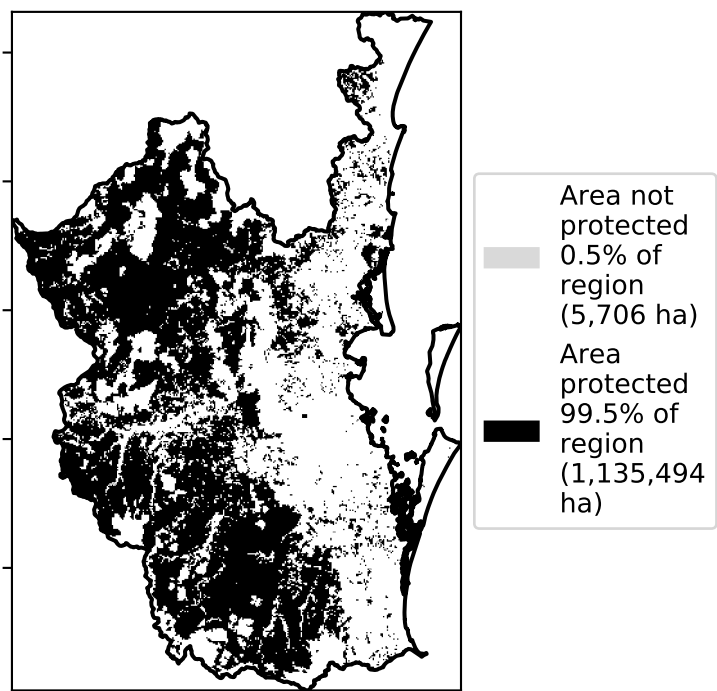 Area not
protected
0.5% of
region
(5,706 ha)
Area
protected
99.5% of
region
(1,135,494
ha)